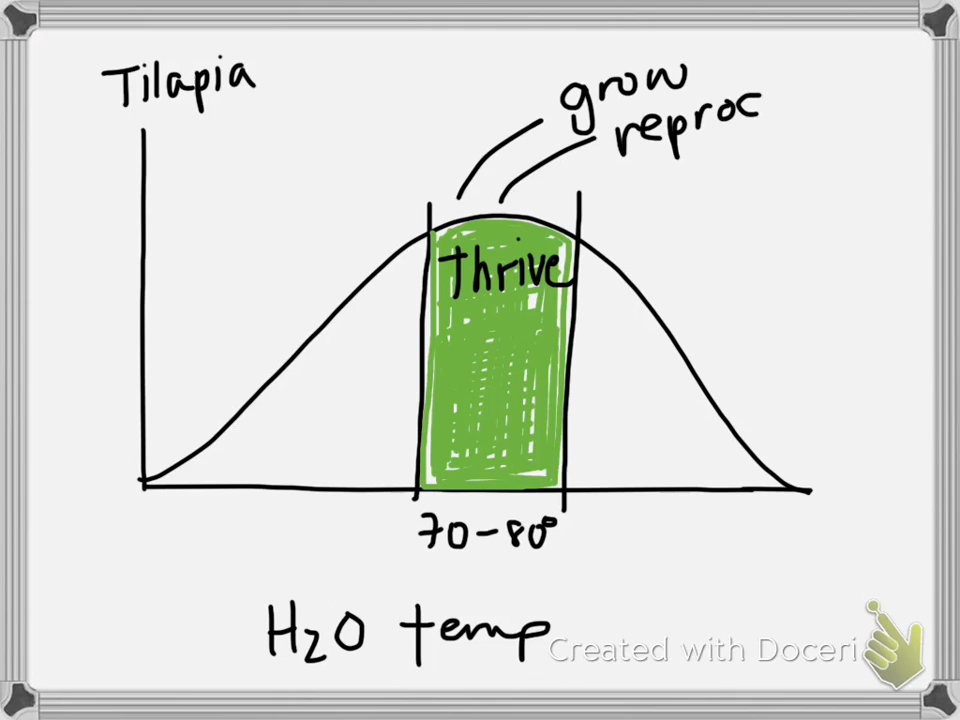 Tilapia
grow
reproc
thrive
70-80°
H2O temp
Created with Doceri